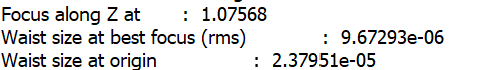 Focus along Z at : 1.07568
Waist size at best focus (rms) : 9.67293e-06
Waist size at origin : 2.37951e-05